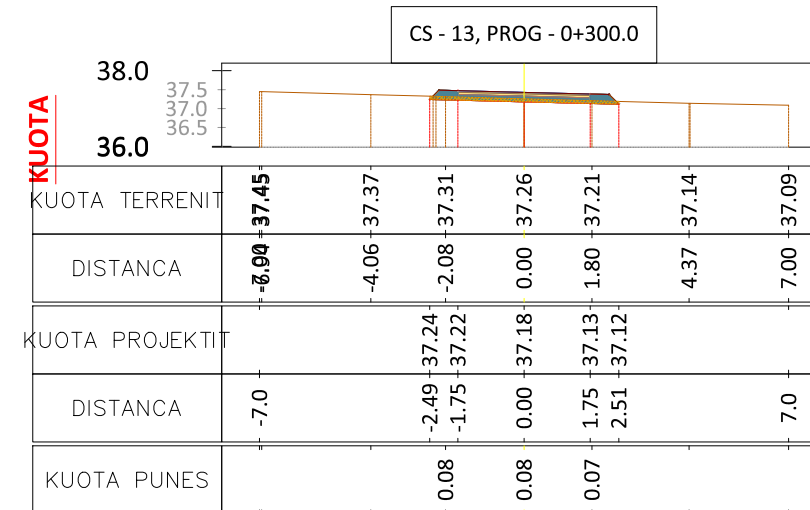 CS - 13, PROG - 0+300.0
KUOTA
38.0
37.5
37.0
36.5
36.0
KUOTA TERRENIT 37.45 37.37 37.31 37.26 37.21 37.14 37.09
DISTANCA -7.00 -6.94 -4.06 -2.08 0.00 1.80 4.37 7.00
KUOTA PROJEKTIT 37.24 37.22 37.18 37.13 37.12
DISTANCA -7.0 -2.49 -1.75 0.00 1.75 2.51 7.0
KUOTA PUNES 0.08 0.08 0.07